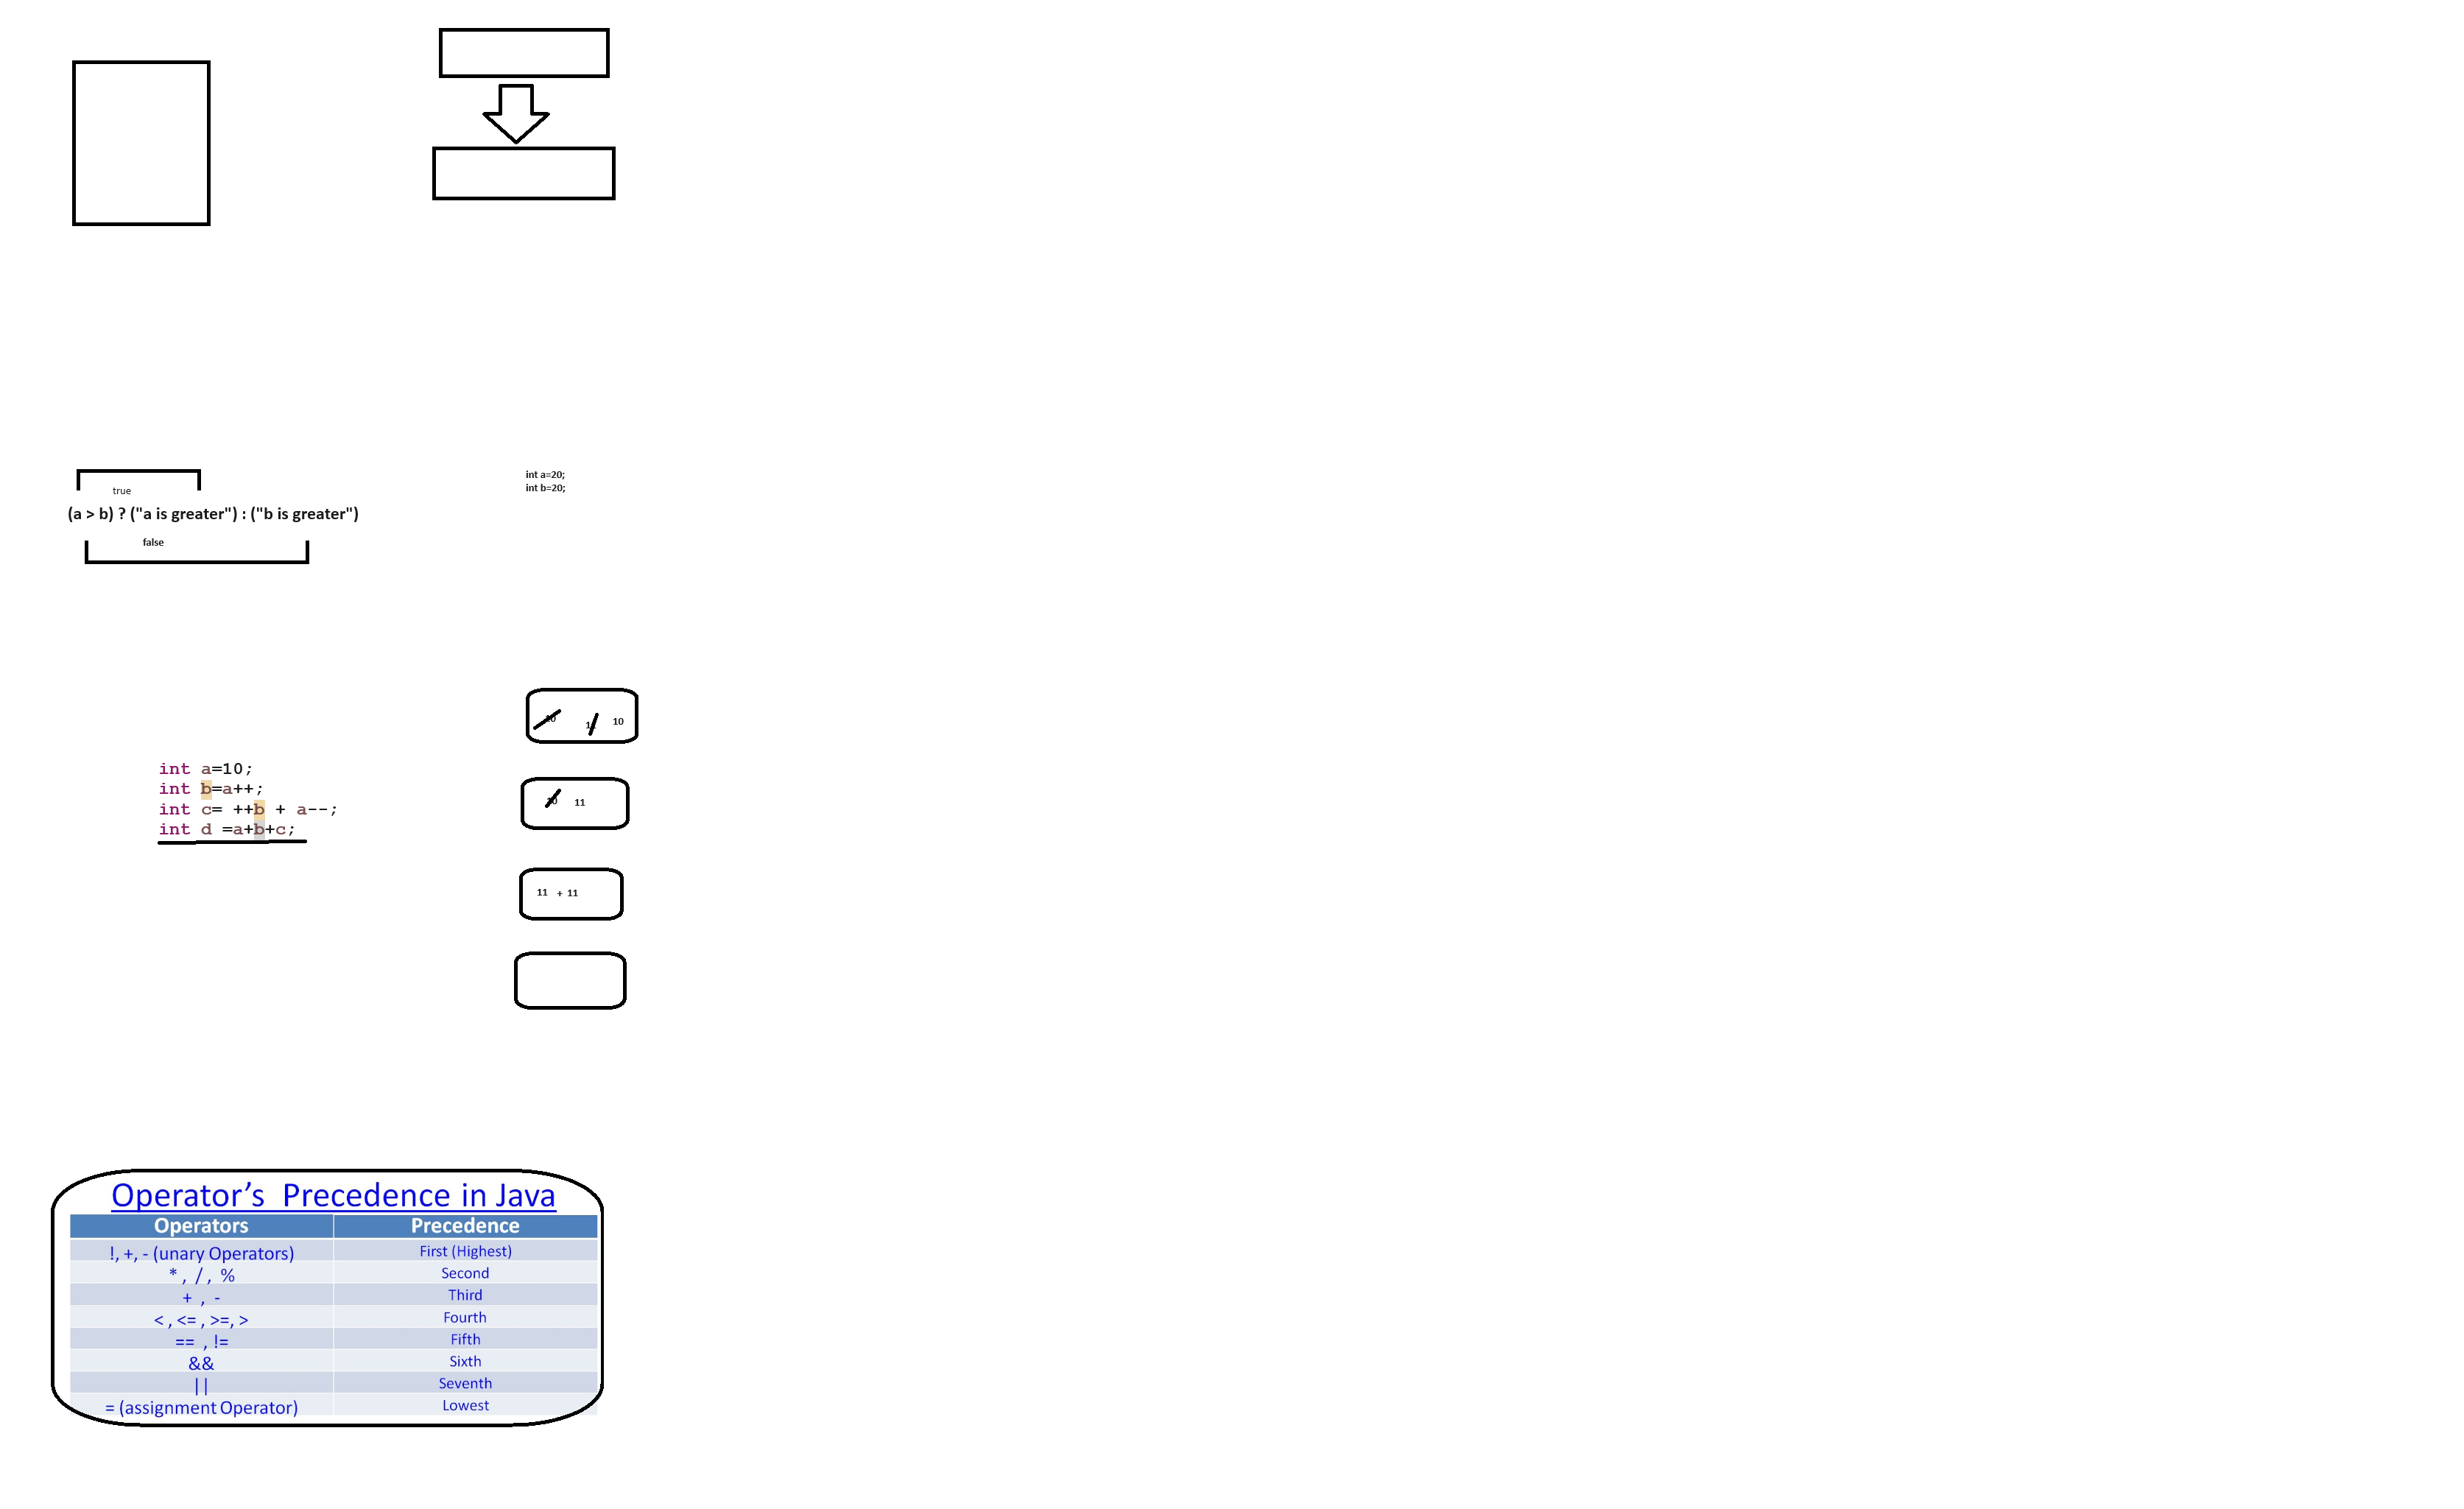 int a=20;
int b=20;
true
(a > b) ? ("a is greater") : ("b is greater")
false
10 11 10
int a=10;
int b=a++;
int c= ++b + a--;
int d =a+b+c;
10 11
11 + 11
Operator's Precedence in Java
Operators Precedence
!, +, - (unary Operators) First (Highest)
* , / , % Second
+ , - Third
< , <= , >=, > Fourth
== , != Fifth
&& Sixth
|| Seventh
= (assignment Operator) Lowest